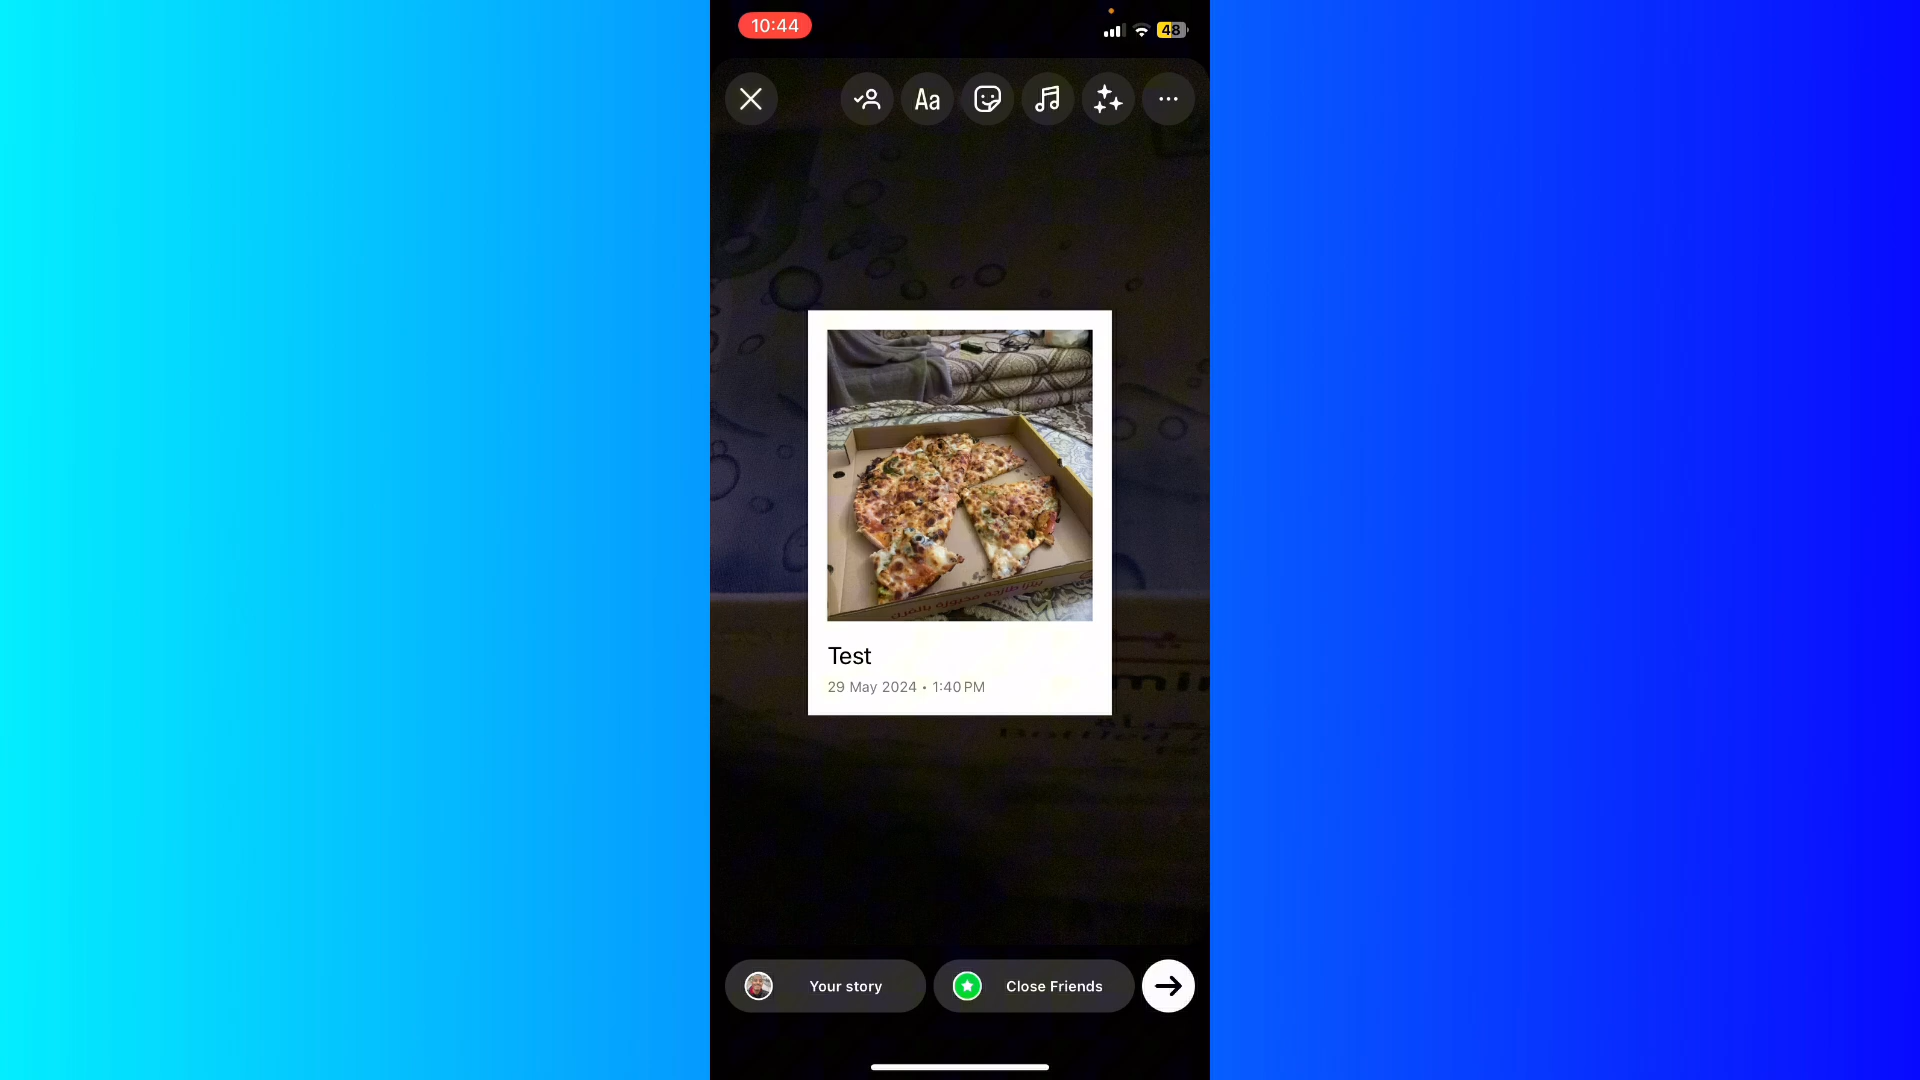 10:44
48
Aa
Test
29 May 2024 • 1:40 PM
Your story
Close Friends